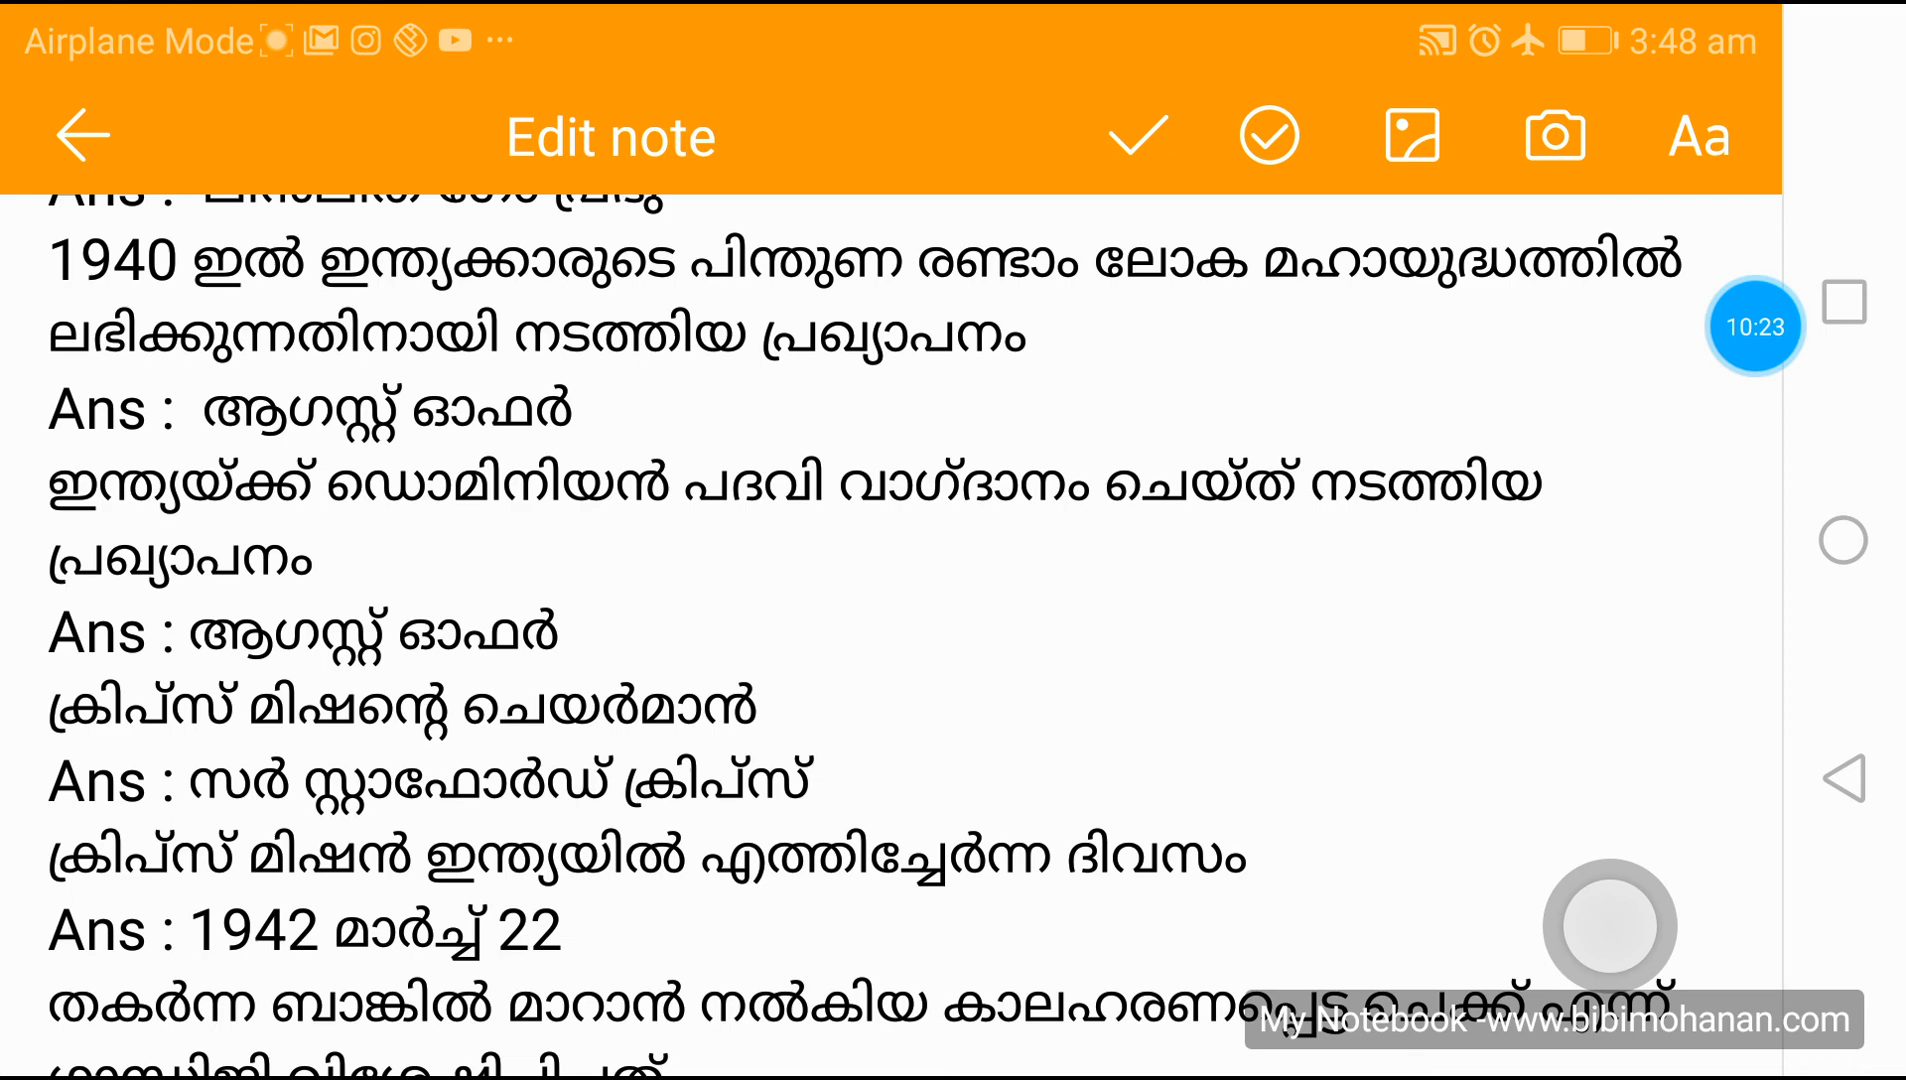 Airplane Mode ... 3:48 am
Edit note Aa
Ans :
1940 ഇൽ ഇന്ത്യക്കാരുടെ പിന്തുണ രണ്ടാം ലോക മഹായുദ്ധത്തിൽ
ലഭിക്കുന്നതിനായി നടത്തിയ പ്രഖ്യാപനം
10:23
Ans : ആഗസ്റ്റ് ഓഫർ
ഇന്ത്യയ്ക്ക് ഡൊമിനിയൻ പദവി വാഗ്ദാനം ചെയ്ത് നടത്തിയ
പ്രഖ്യാപനം
Ans : ആഗസ്റ്റ് ഓഫർ
ക്രിപ്സ് മിഷന്റെ ചെയർമാൻ
Ans : സർ സ്റ്റാഫോർഡ് ക്രിപ്സ്
ക്രിപ്സ് മിഷൻ ഇന്ത്യയിൽ എത്തിച്ചേർന്ന ദിവസം
Ans : 1942 മാർച്ച് 22
തകർന്ന ബാങ്കിൽ മാറാൻ നൽകിയ കാലഹരണപ്പെട്ട ചെക്ക് എന്ന്
My Notebook -www.bibimohanan.com